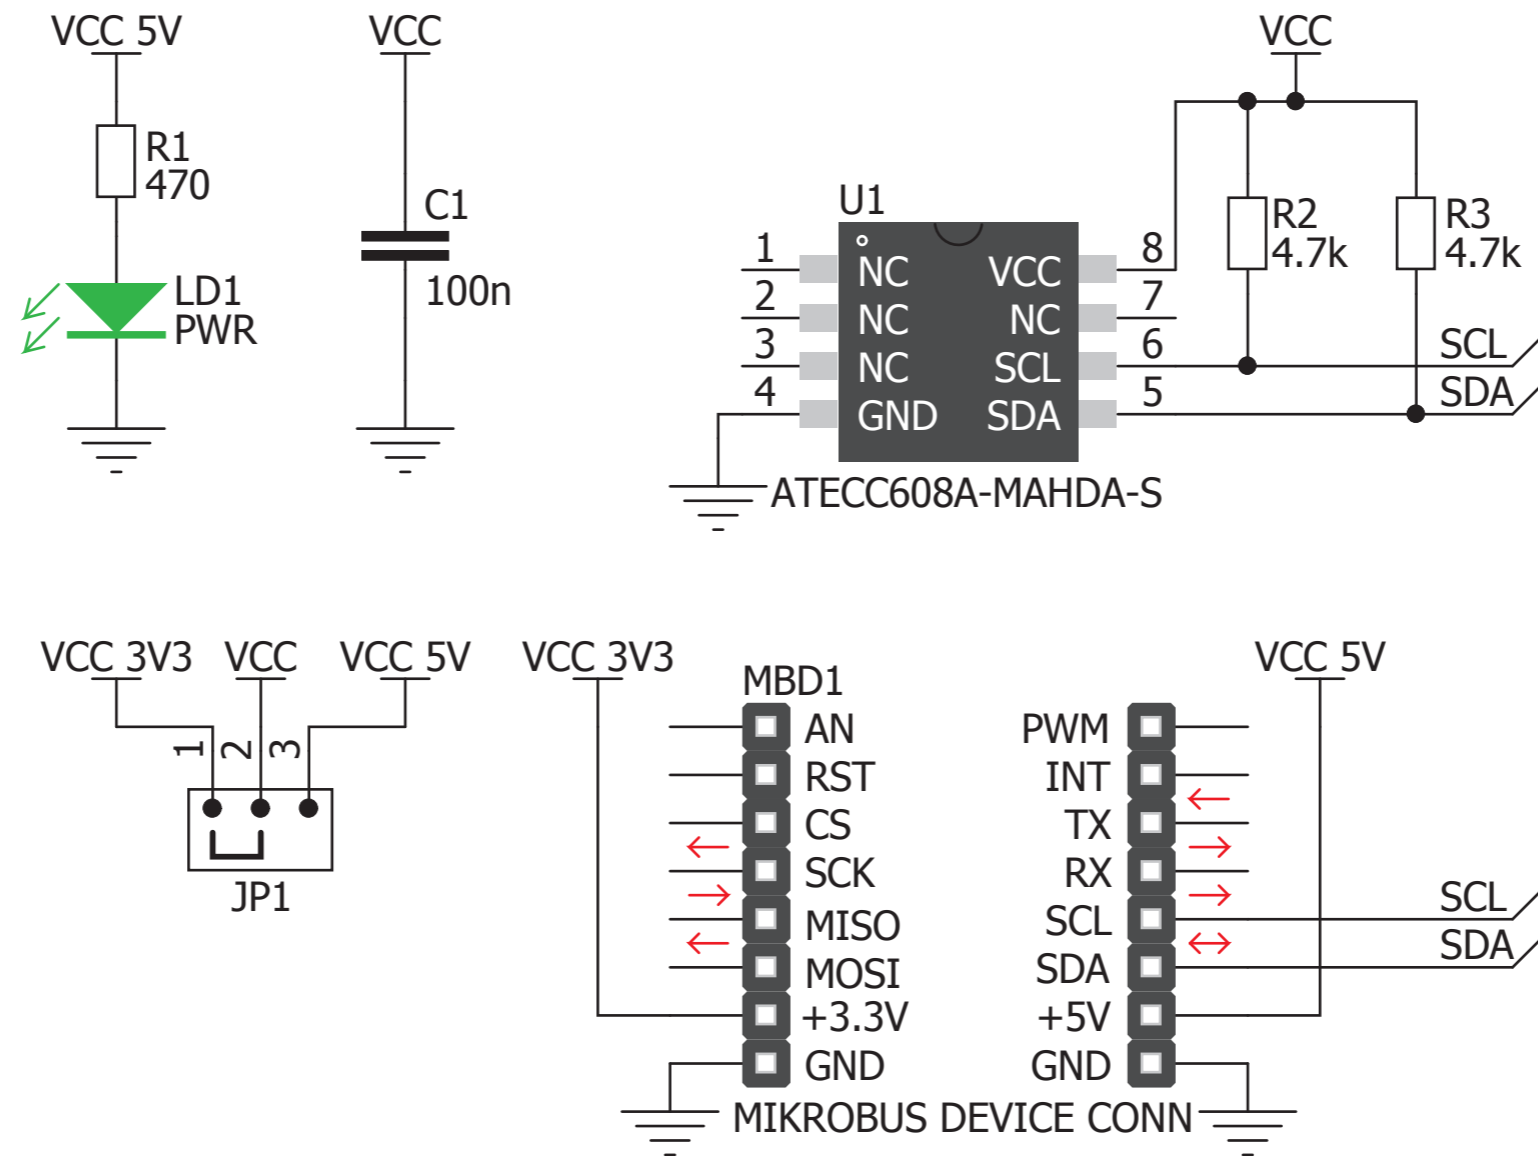 VCC 5V
R1
470
LD1
PWR
VCC
C1
100n
U1
1 NC VCC 8
2 NC NC 7
3 NC SCL 6
4 GND SDA 5
ATECC608A-MAHDA-S
VCC
R2
4.7k
R3
4.7k
SCL
SDA
VCC 3V3 VCC VCC 5V
1 2 3
JP1
VCC 3V3
MBD1
VCC 5V
AN PWM
RST INT
CS TX
SCK RX
MISO SCL SCL
MOSI SDA SDA
+3.3V +5V
GND GND
MIKROBUS DEVICE CONN